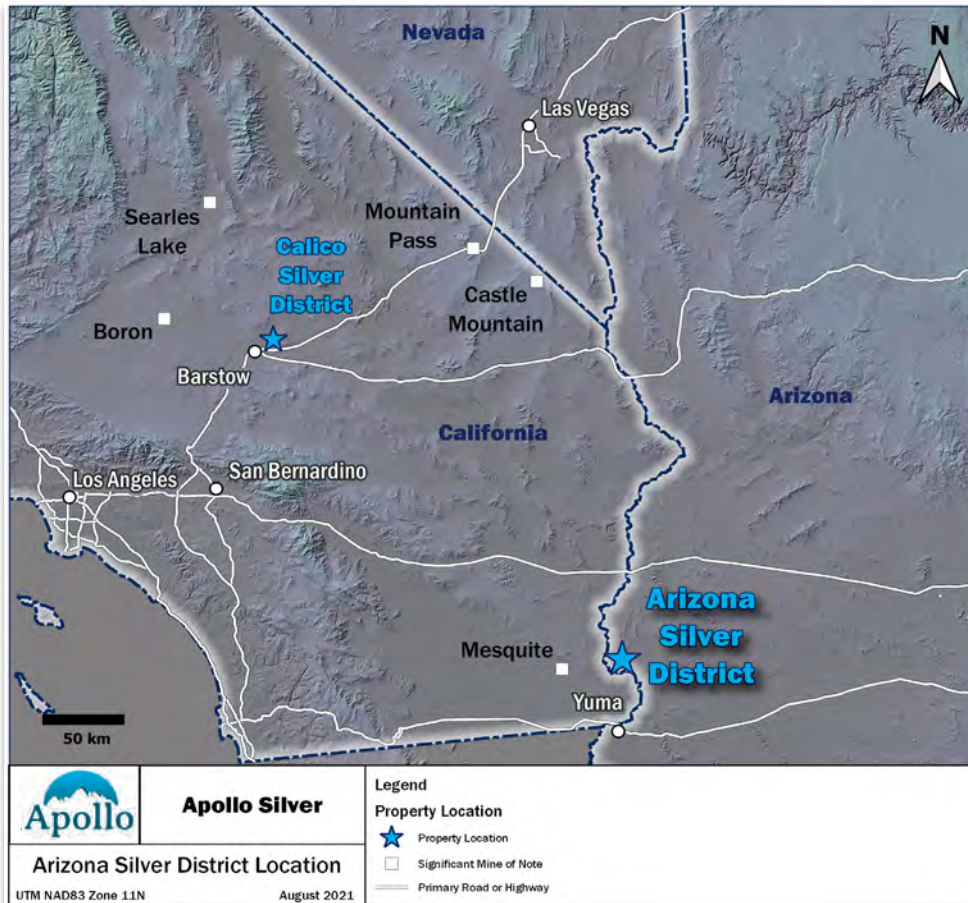 Nevada
N
Las Vegas
Searles
Lake
Mountain
Pass
Calico
Silver
District
Castle
Mountain
Boron
Barstow
Arizona
California
San Bernardino
Los Angeles
Arizona
Silver
District
Mesquite
Yuma
50 km
Apollo
Apollo Silver
Arizona Silver District Location
UTM NAD83 Zone 11N
August 2021
Legend
Property Location
Property Location
Significant Mine of Note
Primary Road or Highway